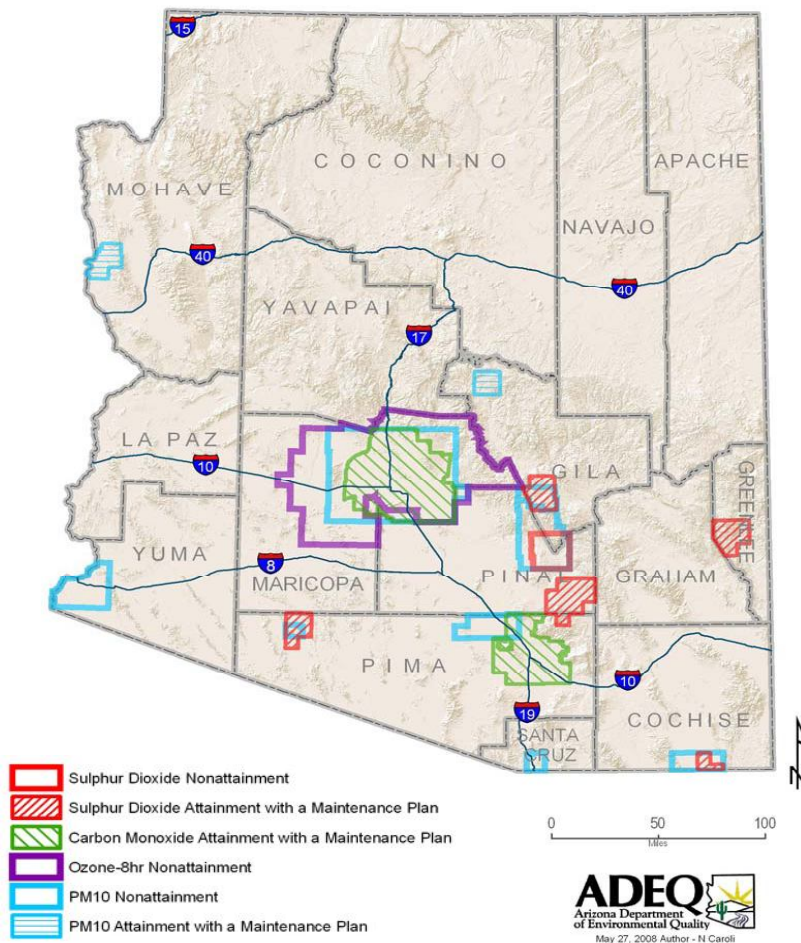 15
COCONINO
APACHE
MOHAVE
NAVAJO
40
40
YAVAPAI
17
LA PAZ
10
GILA
GREENLEE
YUMA
8
MARICOPA
PINAL
GRAHAM
PIMA
10
19
SANTA
CRUZ
COCHISE
N
Sulphur Dioxide Nonattainment
Sulphur Dioxide Attainment with a Maintenance Plan
Carbon Monoxide Attainment with a Maintenance Plan
Ozone-8hr Nonattainment
PM10 Nonattainment
PM10 Attainment with a Maintenance Plan
0 50 100
Miles
ADEQ
Arizona Department
of Environmental Quality
May 27, 2008 Author - N Caroli